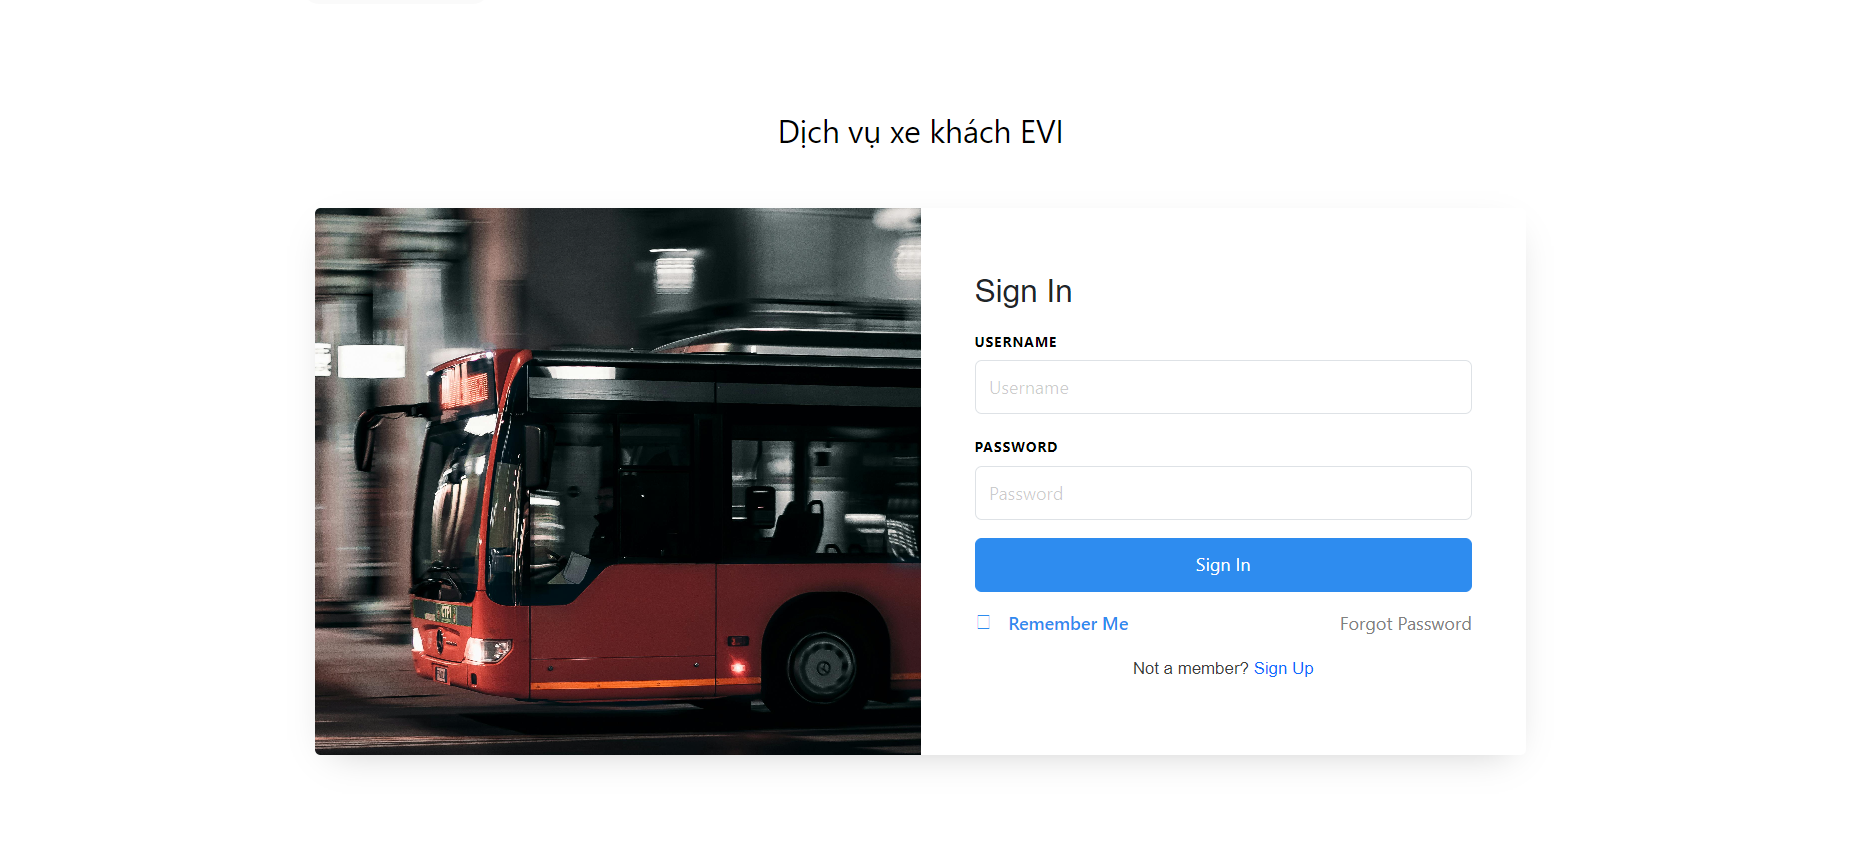 Dịch vụ xe khách EVI
Sign In
USERNAME
Username
PASSWORD
Password
Sign In
Remember Me
Forgot Password
Not a member? Sign Up